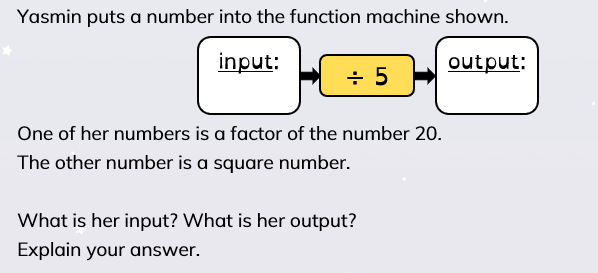 Yasmin puts a number into the function machine shown.
input: ÷ 5 output:
One of her numbers is a factor of the number 20.
The other number is a square number.
What is her input? What is her output?
Explain your answer.